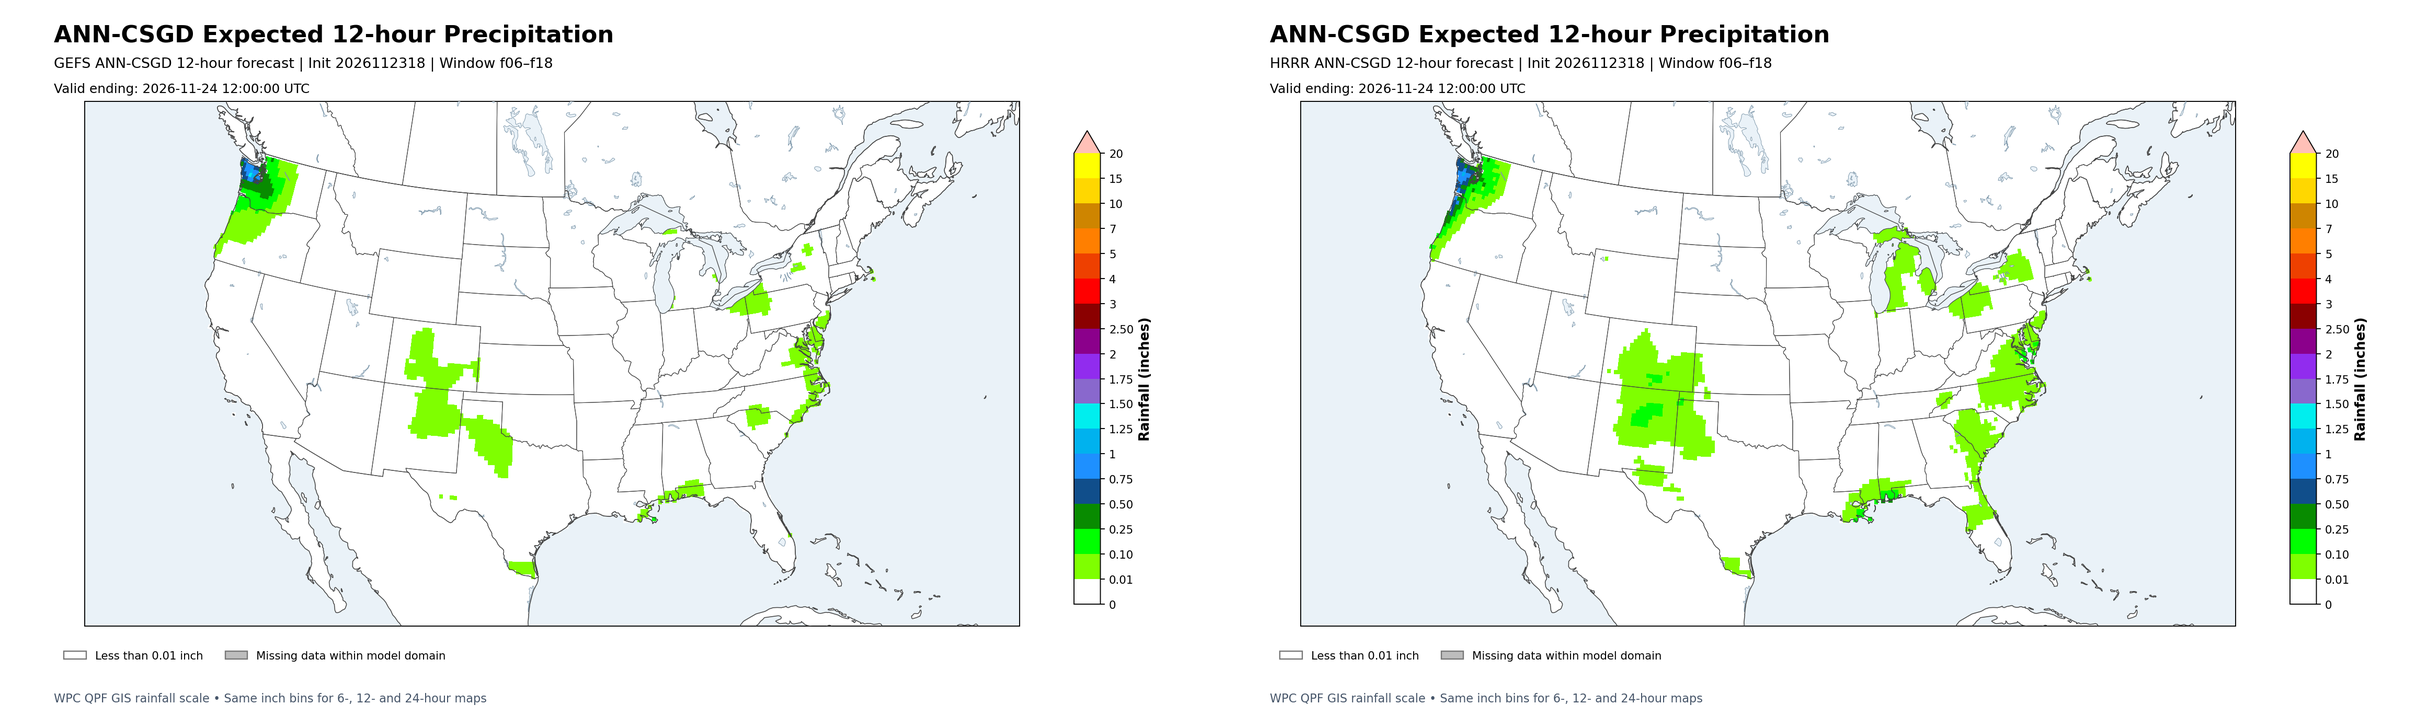 ANN-CSGD Expected 12-hour Precipitation
GEFS ANN-CSGD 12-hour forecast | Init 2026112318 | Window f06–f18
Valid ending: 2026-11-24 12:00:00 UTC
20
15
10
7
5
4
3
2.50
2
1.75
1.50
1.25
1
0.75
0.50
0.25
0.10
0.01
0
Rainfall (inches)
Less than 0.01 inch
Missing data within model domain
WPC QPF GIS rainfall scale • Same inch bins for 6-, 12- and 24-hour maps
ANN-CSGD Expected 12-hour Precipitation
HRRR ANN-CSGD 12-hour forecast | Init 2026112318 | Window f06–f18
Valid ending: 2026-11-24 12:00:00 UTC
20
15
10
7
5
4
3
2.50
2
1.75
1.50
1.25
1
0.75
0.50
0.25
0.10
0.01
0
Rainfall (inches)
Less than 0.01 inch
Missing data within model domain
WPC QPF GIS rainfall scale • Same inch bins for 6-, 12- and 24-hour maps